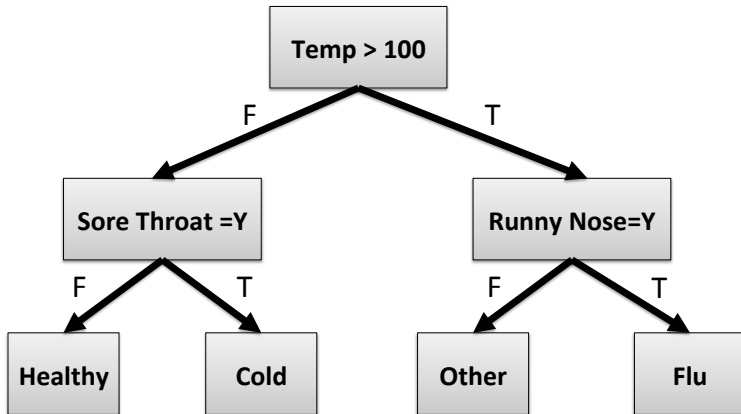 Temp > 100
F
T
Sore Throat =Y
Runny Nose=Y
F
T
F
T
Healthy
Cold
Other
Flu